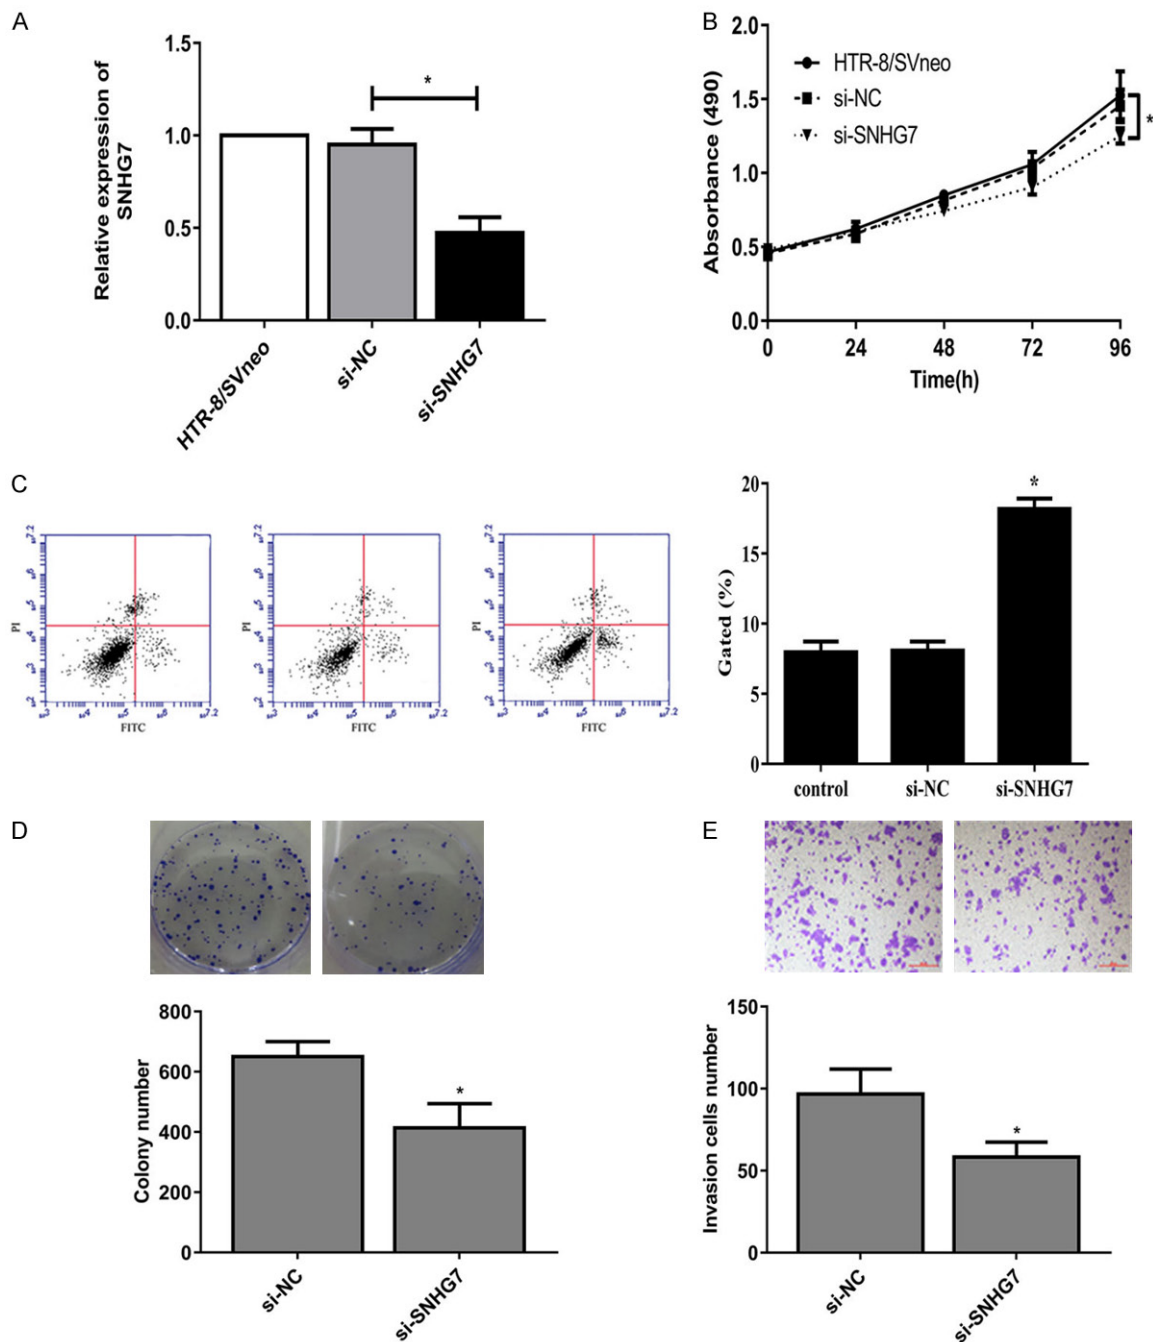 A
1.5
1.0
0.5
0.0
Relative expression of
SNHG7
*
HTR-8/SVneo
si-NC
si-SNHG7
B
2.0
1.5
1.0
0.5
0.0
Absorbance (490)
HTR-8/SVneo
si-NC
si-SNHG7
*
0 24 48 72 96
Time(h)
C
PI
FITC
PI
FITC
PI
FITC
20
15
10
5
0
Gated (%)
*
control si-NC si-SNHG7
D
800
600
400
200
0
Colony number
*
si-NC
si-SNHG7
E
150
100
50
0
Invasion cells number
*
si-NC
si-SNHG7